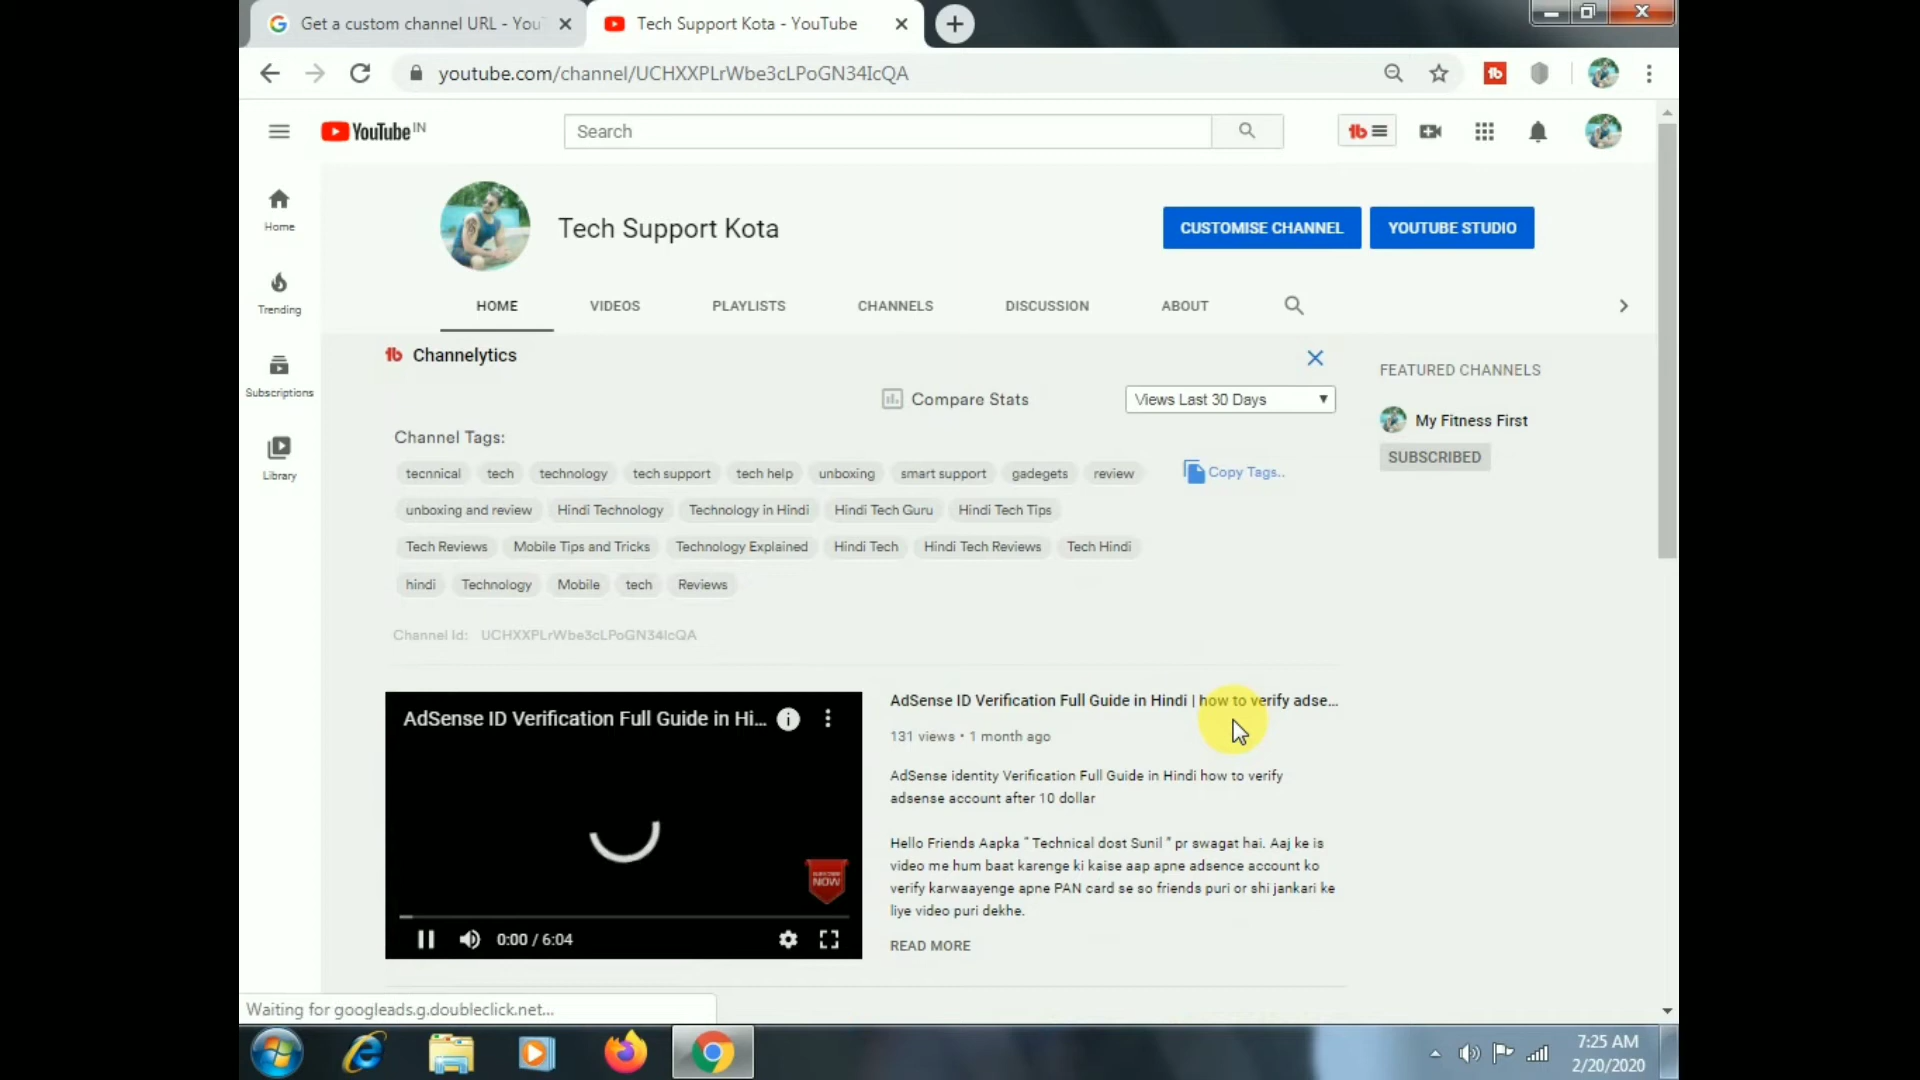 Get a custom channel URL - You
Tech Support Kota - YouTube
youtube.com/channel/UCHXXPLrWbe3cLPoGN34IcQA
YouTube IN
Search
Home
Trending
Subscriptions
Library
Tech Support Kota
CUSTOMISE CHANNEL
YOUTUBE STUDIO
HOME VIDEOS PLAYLISTS CHANNELS DISCUSSION ABOUT
Channelytics
Compare Stats
Views Last 30 Days
Channel Tags:
tecnnical tech technology tech support tech help unboxing smart support gadegets review
Copy Tags..
unboxing and review Hindi Technology Technology in Hindi Hindi Tech Guru Hindi Tech Tips
Tech Reviews Mobile Tips and Tricks Technology Explained Hindi Tech Hindi Tech Reviews Tech Hindi
hindi Technology Mobile tech Reviews
Channel Id: UCHXXPLrWbe3cLPoGN34IcQA
FEATURED CHANNELS
My Fitness First
SUBSCRIBED
AdSense ID Verification Full Guide in Hi...
SUBSCRIBE
NOW
0:00 / 6:04
AdSense ID Verification Full Guide in Hindi | how to verify adse...
131 views • 1 month ago
AdSense identity Verification Full Guide in Hindi how to verify
adsense account after 10 dollar
Hello Friends Aapka " Technical dost Sunil " pr swagat hai. Aaj ke is
video me hum baat karenge ki kaise aap apne adsence account ko
verify karwaayenge apne PAN card se so friends puri or shi jankari ke
liye video puri dekhe.
READ MORE
Waiting for googleads.g.doubleclick.net...
7:25 AM
2/20/2020